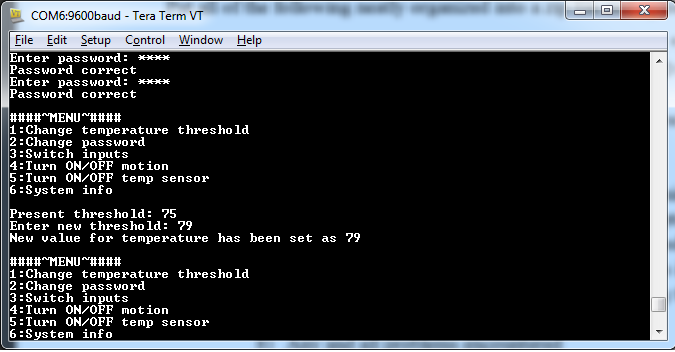 COM6:9600baud - Tera Term VT
File Edit Setup Control Window Help
Enter password: ****
Password correct
Enter password: ****
Password correct
####~MENU~####
1:Change temperature threshold
2:Change password
3:Switch inputs
4:Turn ON/OFF motion
5:Turn ON/OFF temp sensor
6:System info
Present threshold: 75
Enter new threshold: 79
New value for temperature has been set as 79
####~MENU~####
1:Change temperature threshold
2:Change password
3:Switch inputs
4:Turn ON/OFF motion
5:Turn ON/OFF temp sensor
6:System info